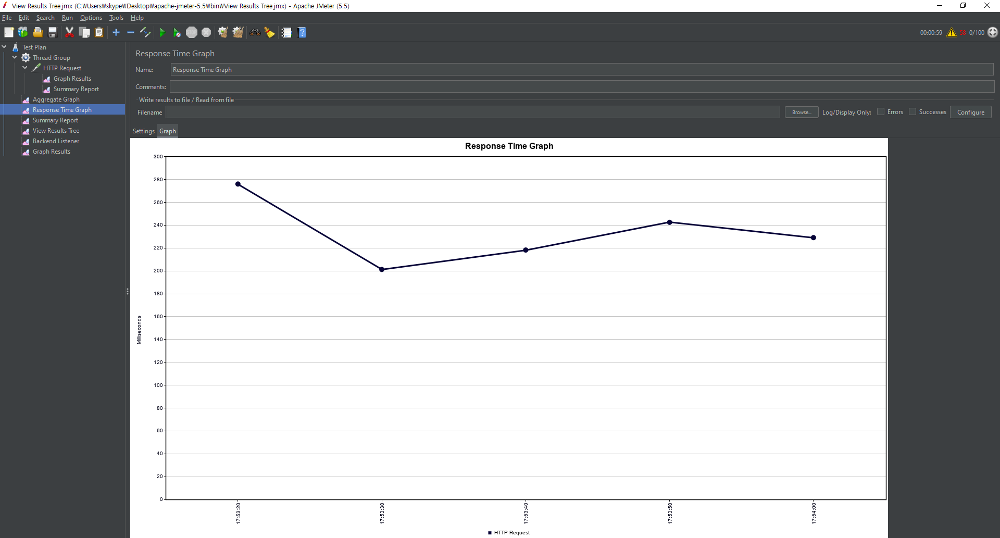 View Results Tree.jmx (C:₩Users₩skype₩Desktop₩apache-jmeter-5.5₩bin₩View Results Tree.jmx) - Apache JMeter (5.5)
File Edit Search Run Options Tools Help
STOP 00:00:59 58 0/100
Test Plan
Thread Group
HTTP Request
Graph Results
Summary Report
Aggregate Graph
Response Time Graph
Summary Report
View Results Tree
Backend Listener
Graph Results
Response Time Graph
Name: Response Time Graph
Comments:
Write results to file / Read from file
Filename Browse... Log/Display Only: Errors Successes Configure
Settings Graph
Response Time Graph
300
280
260
240
220
200
180
160
140
120
100
80
60
40
20
0
Milliseconds
17:53:20 17:53:30 17:53:40 17:53:50 17:54:00
HTTP Request